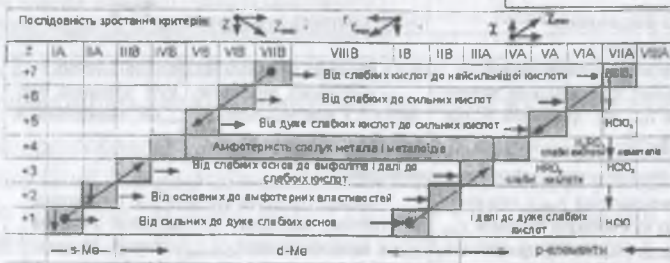 Послідовність зростання критеріїв:
Z IA IIA IIIB IVB VB VIB VIIB VIIIB IB IIB IIIA IVA VA VIA VIIA VIIIA
+7 Від слабких кислот до найсильнішої кислоти
+6 Від слабких до сильних кислот
+5 Від дуже слабких кислот до сильних кислот HClO₃
+4 Амфотерність сполук металів і металоїдів
+3 Від слабких основ до амфолітів і далі до слабких кислот HClO₂
+2 Від основних до амфотерних властивостей
+1 Від сильних до дуже слабких основ і далі до дуже слабких кислот HClO
s-Me d-Me p-елементи